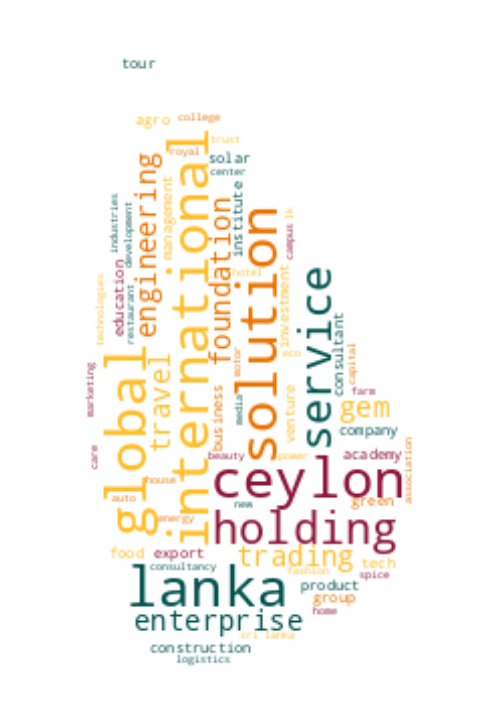 tour
agro
college
trust
royal
solar
center
international
engineering
management
institute
industries
development
foundation
solution
campus
lk
education
restaurant
hotel
investment
service
technologies
global
travel
motor
eco
consultant
capital
marketing
business
media
venture
farm
gem
company
care
beauty
power
academy
association
house
ceylon
auto
new
green
energy
holding
food
export
trading
tech
consultancy
fashion
spice
lanka
product
group
home
enterprise
sri lanka
construction
logistics